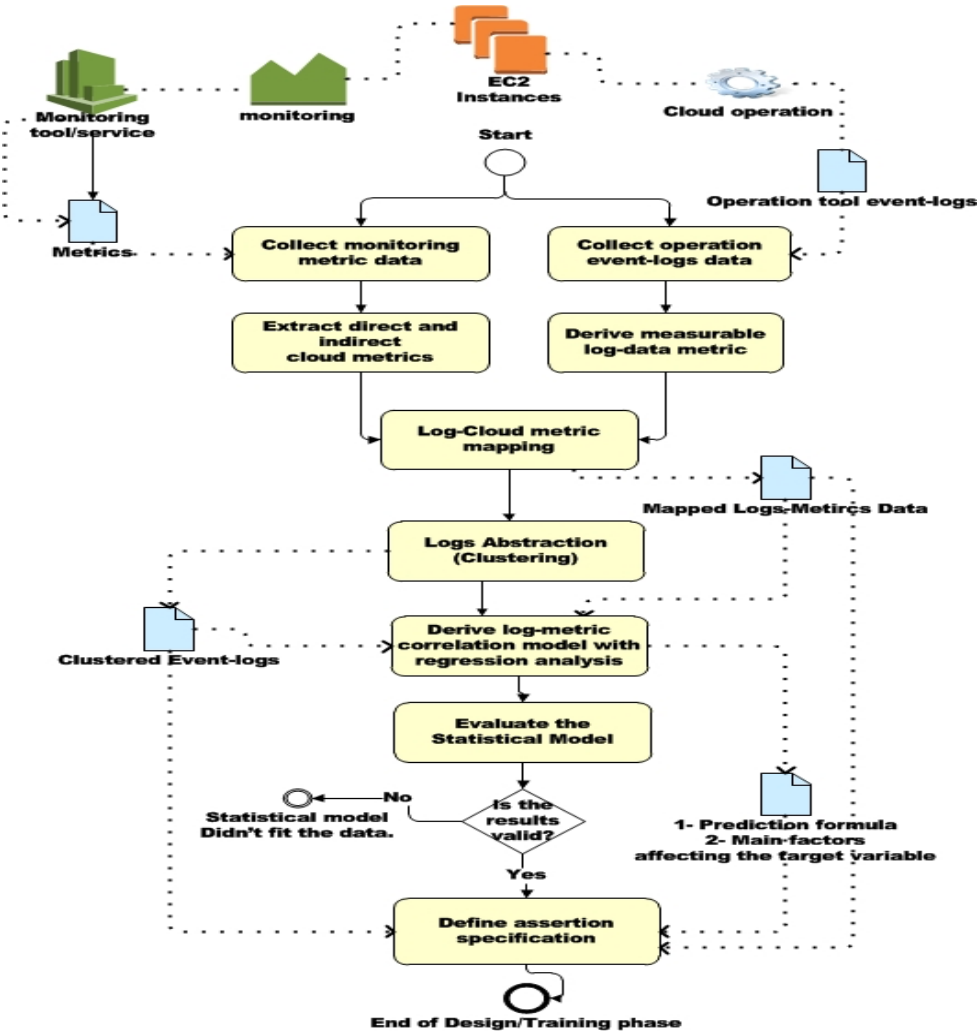 EC2
Instances
Monitoring
tool/service
monitoring
Cloud operation
Start
Operation tool event-logs
Metrics
Collect monitoring
metric data
Collect operation
event-logs data
Extract direct and
indirect
cloud metrics
Derive measurable
log-data metric
Log-Cloud metric
mapping
Mapped Logs-Metircs Data
Logs Abstraction
(Clustering)
Derive log-metric
correlation model with
regression analysis
Clustered Event-logs
Evaluate the
Statistical Model
No
Is the
results
valid?
Statistical model
Didn't fit the data.
1- Prediction formula
2- Main-factors
affecting the target variable
Yes
Define assertion
specification
End of Design/Training phase